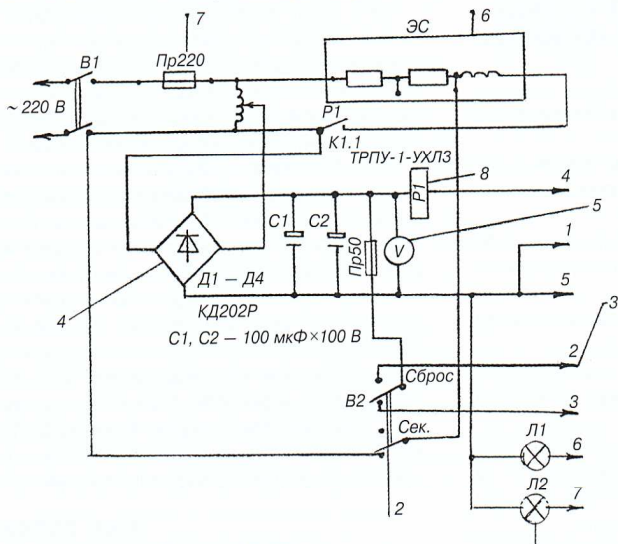 7
6
ЭС
В1
Пр220
~ 220 В
Р1
К1.1
ТРПУ-1-УХЛЗ
8
4
Р1
5
1
С1
С2
Пр50
V
Д1 — Д4
5
4
КД202Р
3
С1, С2 — 100 мкФ×100 В
2
Сброс
В2
3
Сек.
Л1
6
Л2
7
2